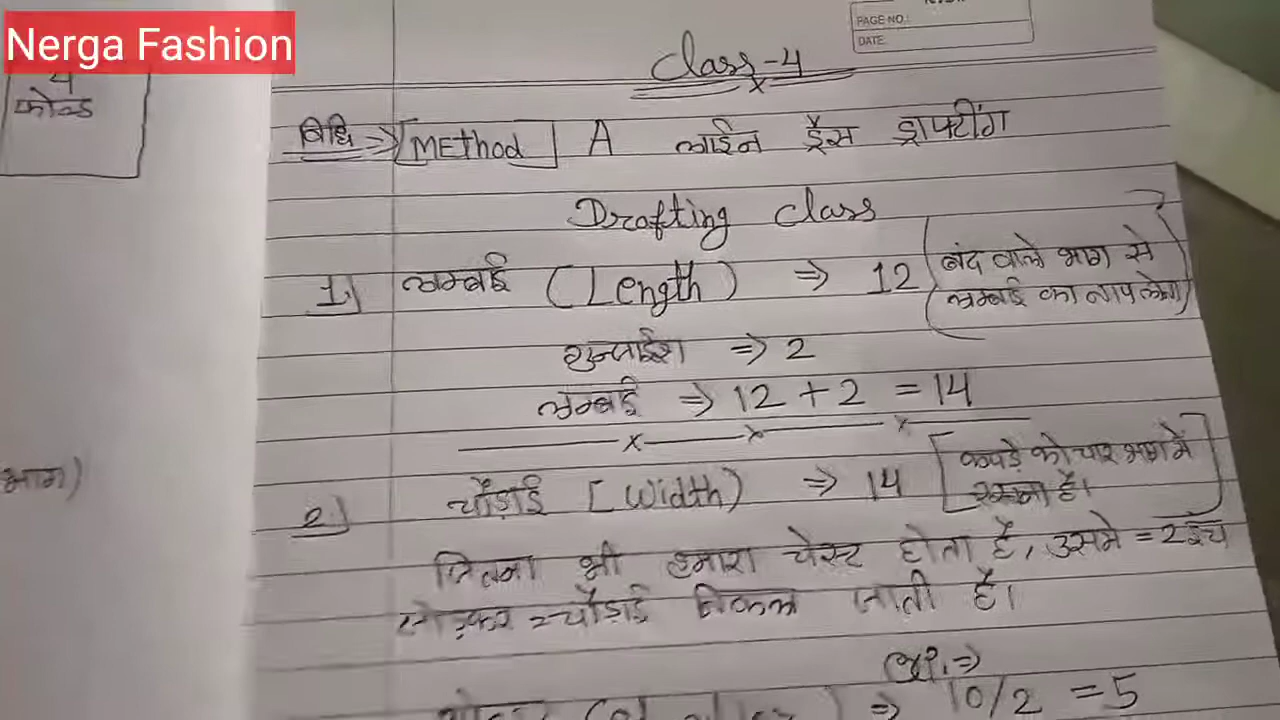 Nerga Fashion
PAGE NO.:
DATE:
4
फोल्ड
Class-4
विधि ⇒ [METhod] A लाईन ड्रैस ड्राफ्टींग
Drafting Class
1.) लम्बाई (Length) ⇒ 12 (बंद वाले भाग से
लम्बाई का नाप लेना)
गुन्जाईश ⇒ 2
लम्बाई ⇒ 12 + 2 = 14
2.) चौड़ाई [Width) ⇒ 14 [कपड़े को चार भाग में
रखना है।]
भाग)
जितना भी हमारा चेस्ट होता है, उसमे = 2 इंच
जोड़कर = चौड़ाई निकल जाती है।
⇒ 10/2 = 5